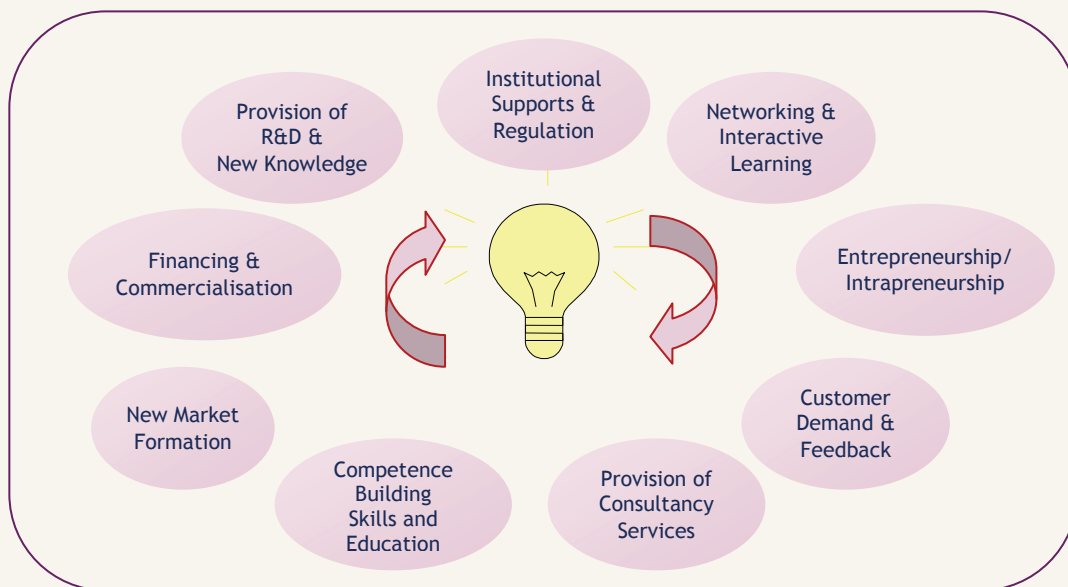 Institutional
Supports &
Regulation
Networking &
Interactive
Learning
Entrepreneurship/
Intrapreneurship
Customer
Demand &
Feedback
Provision of
Consultancy
Services
Competence
Building
Skills and
Education
New Market
Formation
Financing &
Commercialisation
Provision of
R&D &
New Knowledge